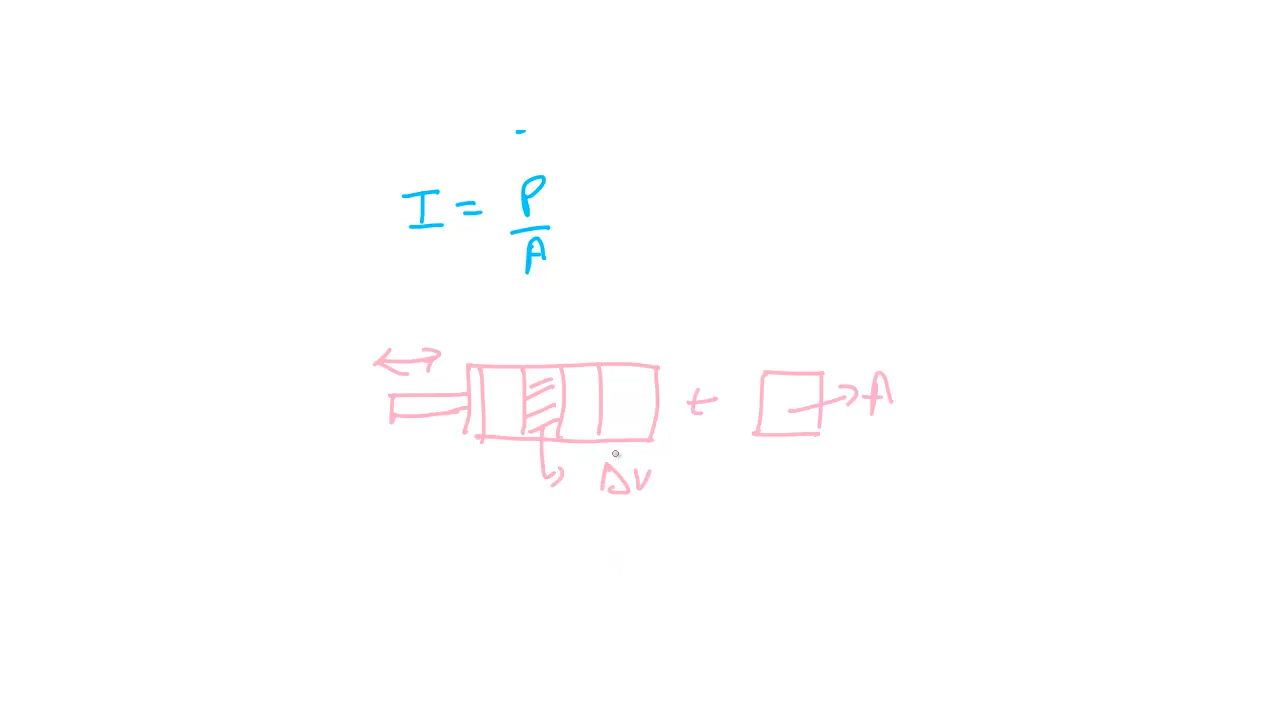 I = P/A
t A
ΔV